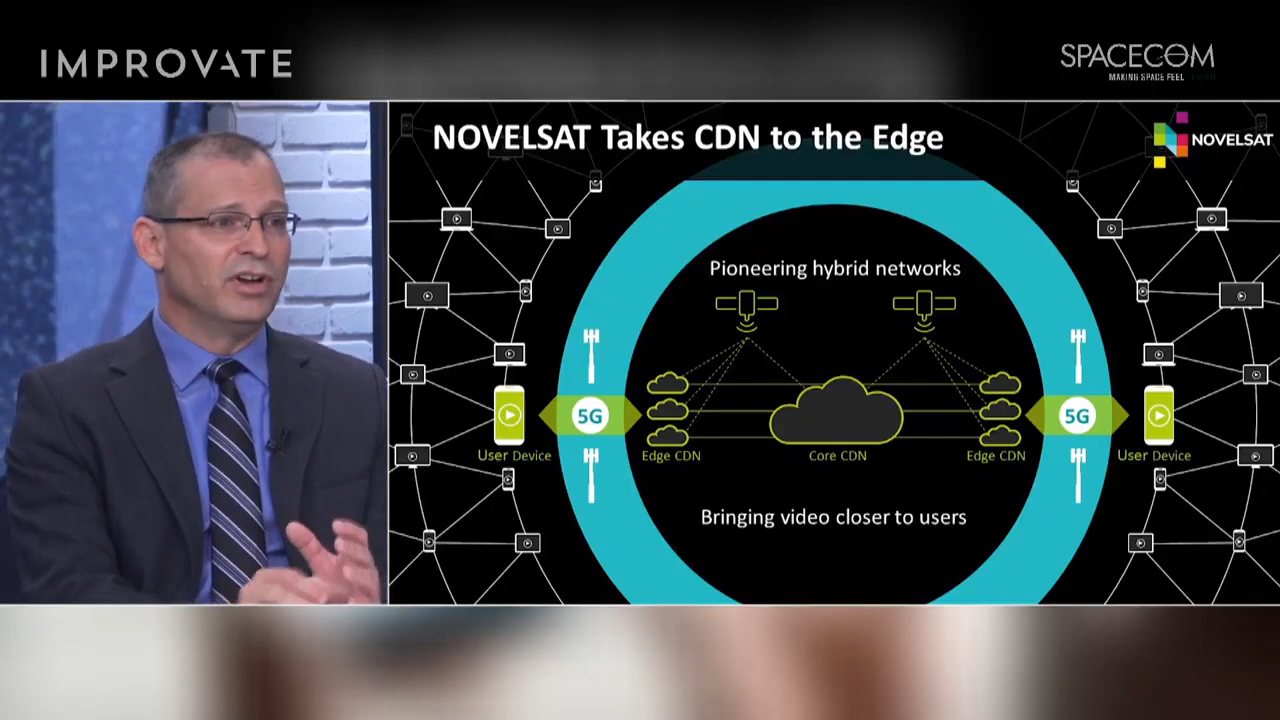 IMPROVATE
SPACECOM
MAKING SPACE FEEL
NOVELSAT Takes CDN to the Edge
NOVELSAT
Pioneering hybrid networks
5G
5G
User Device
Edge CDN
Core CDN
Edge CDN
User Device
Bringing video closer to users